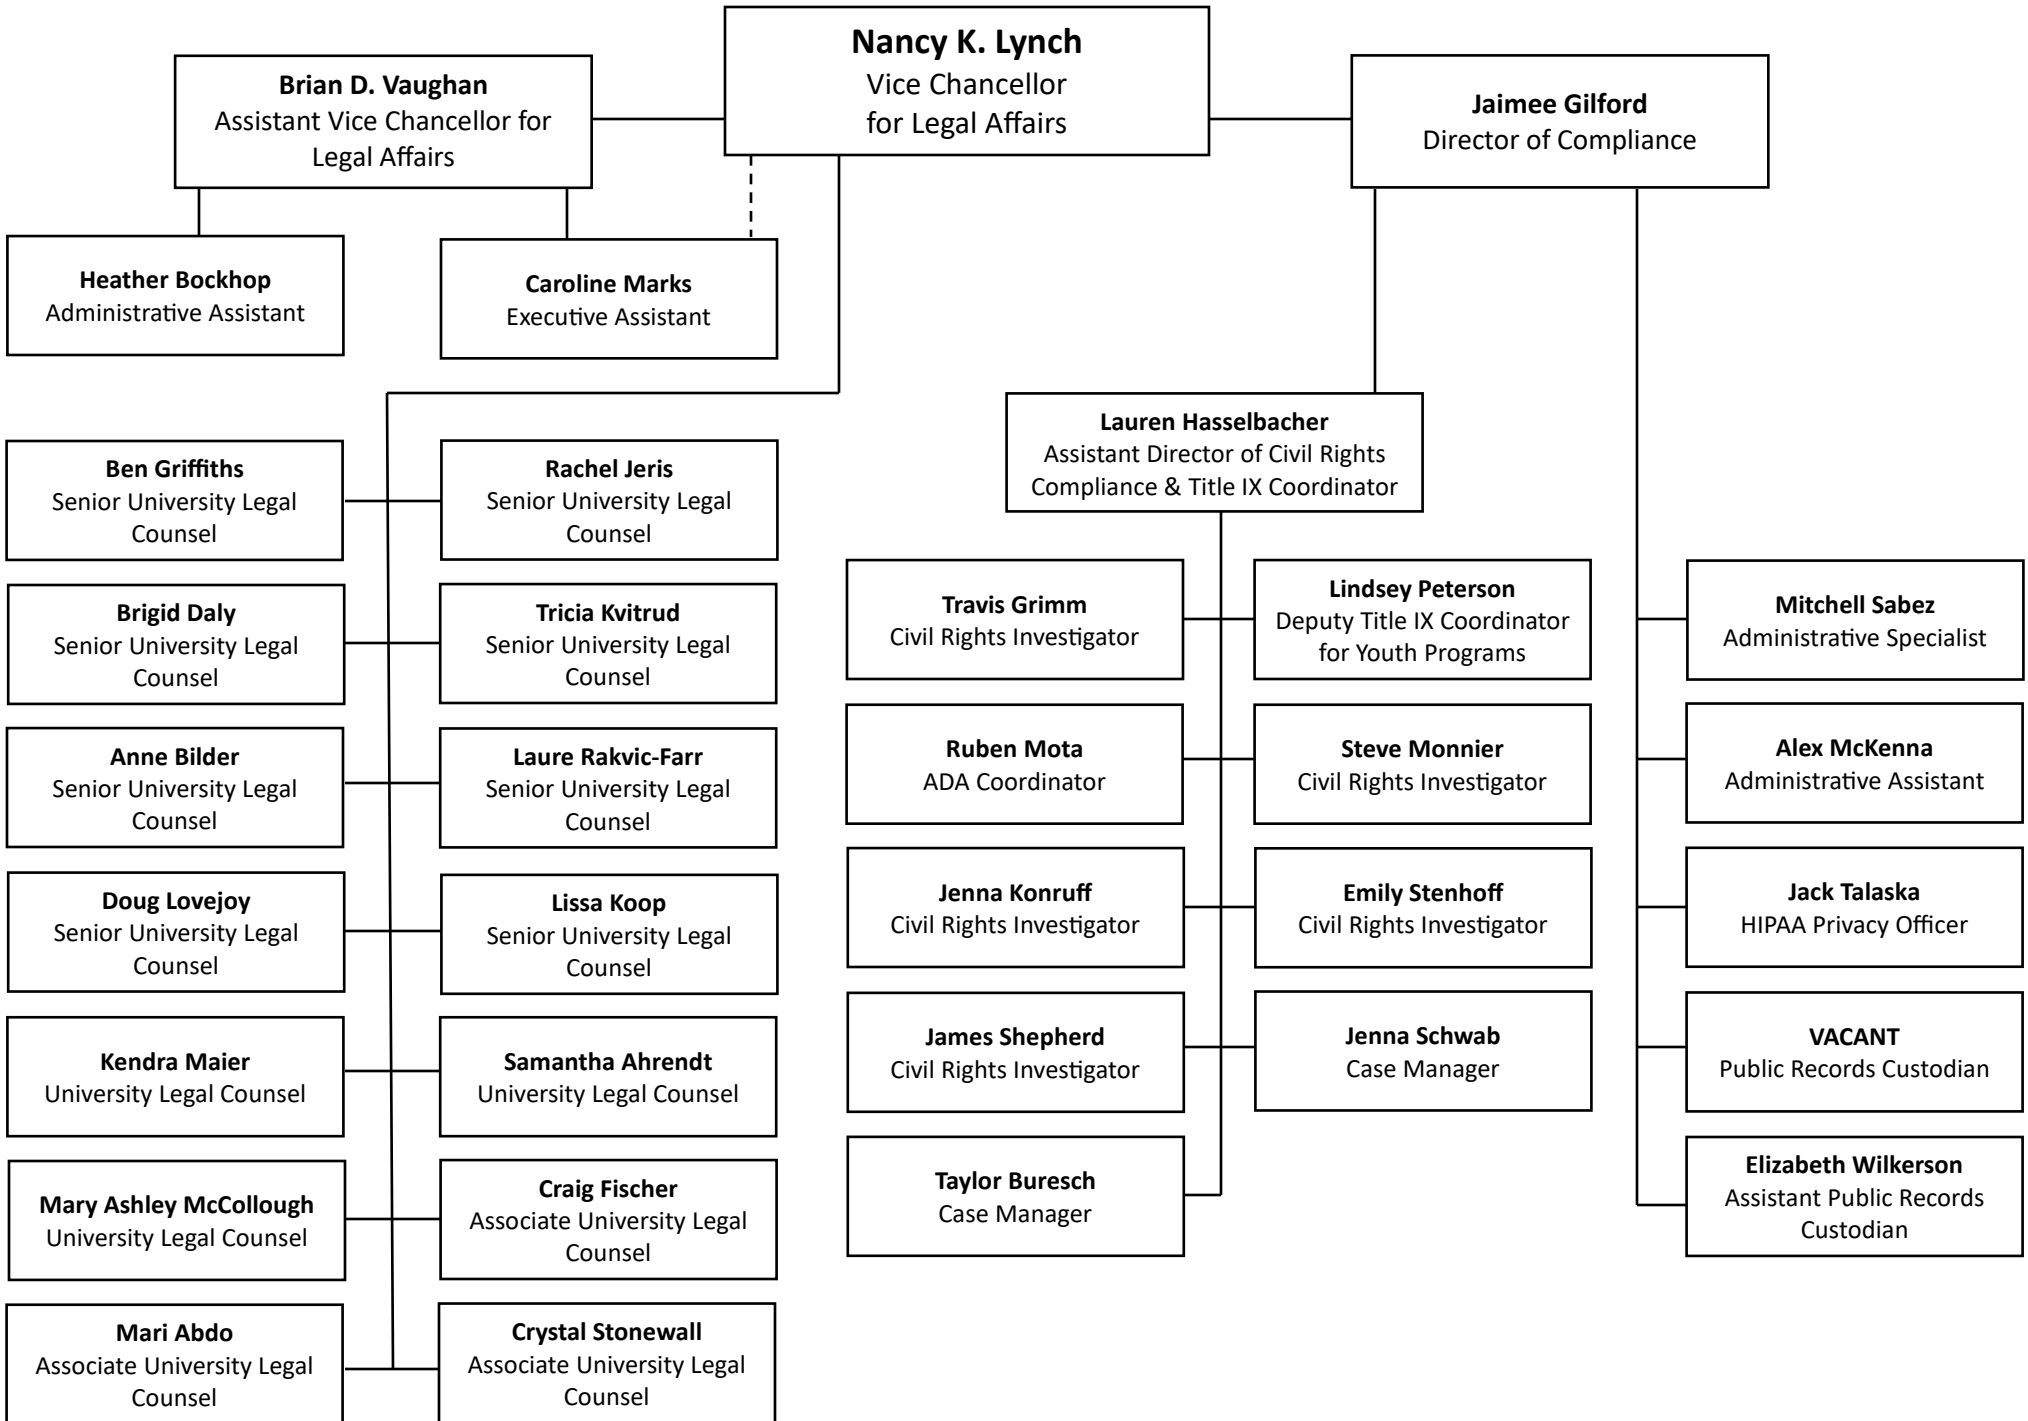 Nancy K. Lynch
Vice Chancellor
for Legal Affairs
Brian D. Vaughan
Assistant Vice Chancellor for
Legal Affairs
Jaimee Gilford
Director of Compliance
Heather Bockhop
Administrative Assistant
Caroline Marks
Executive Assistant
Ben Griffiths
Senior University Legal
Counsel
Rachel Jeris
Senior University Legal
Counsel
Brigid Daly
Senior University Legal
Counsel
Tricia Kvitrud
Senior University Legal
Counsel
Anne Bilder
Senior University Legal
Counsel
Laure Rakvic-Farr
Senior University Legal
Counsel
Doug Lovejoy
Senior University Legal
Counsel
Lissa Koop
Senior University Legal
Counsel
Kendra Maier
University Legal Counsel
Samantha Ahrendt
University Legal Counsel
Mary Ashley McCollough
University Legal Counsel
Craig Fischer
Associate University Legal
Counsel
Mari Abdo
Associate University Legal
Counsel
Crystal Stonewall
Associate University Legal
Counsel
Lauren Hasselbacher
Assistant Director of Civil Rights
Compliance & Title IX Coordinator
Travis Grimm
Civil Rights Investigator
Lindsey Peterson
Deputy Title IX Coordinator
for Youth Programs
Ruben Mota
ADA Coordinator
Steve Monnier
Civil Rights Investigator
Jenna Konruff
Civil Rights Investigator
Emily Stenhoff
Civil Rights Investigator
James Shepherd
Civil Rights Investigator
Jenna Schwab
Case Manager
Taylor Buresch
Case Manager
Mitchell Sabez
Administrative Specialist
Alex McKenna
Administrative Assistant
Jack Talaska
HIPAA Privacy Officer
VACANT
Public Records Custodian
Elizabeth Wilkerson
Assistant Public Records
Custodian